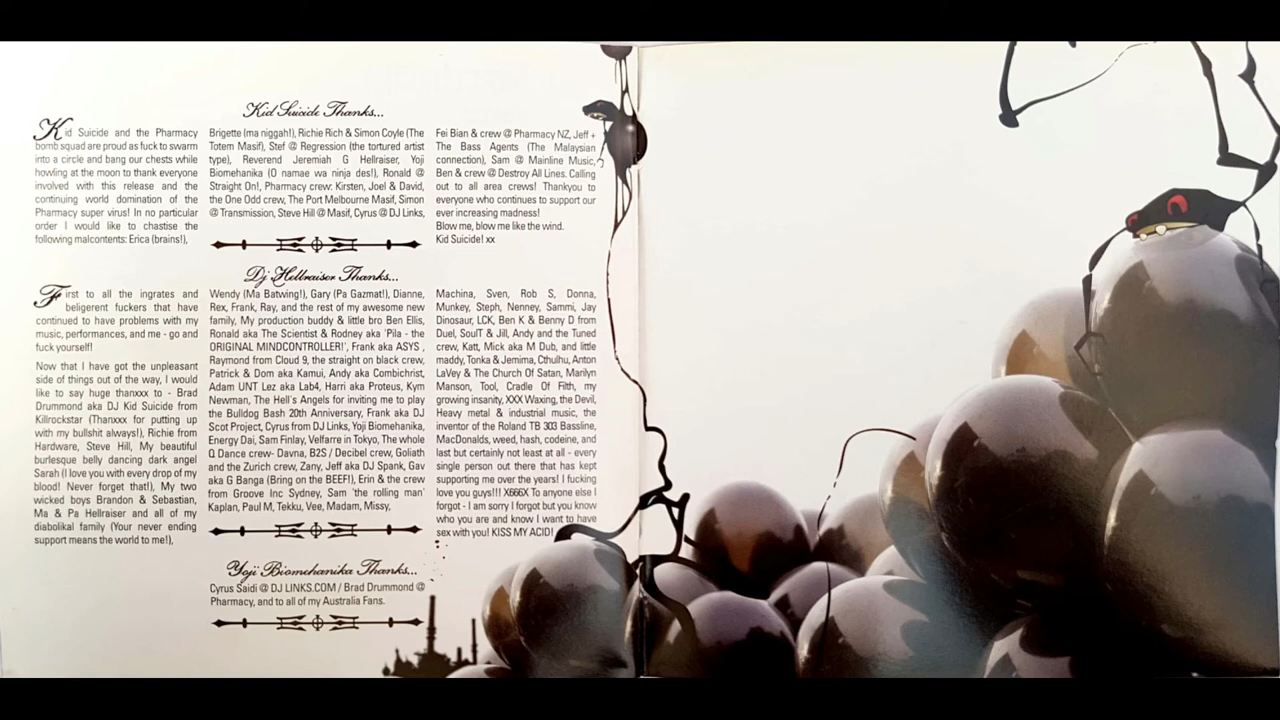 Kid Suicide Thanks...
Kid Suicide and the Pharmacy
bomb squad are proud as fuck to swarm
into a circle and bang our chests while
howling at the moon to thank everyone
involved with this release and the
continuing world domination of the
Pharmacy super virus! In no particular
order I would like to chastise the
following malcontents: Erica (brains!),
Brigette (ma niggah!), Richie Rich & Simon Coyle (The
Totem Masif), Stef @ Regression (the tortured artist
type), Reverend Jeremiah G Hellraiser, Yoji
Biomehanika (O namae wa ninja des!), Ronald @
Straight On!, Pharmacy crew: Kirsten, Joel & David,
the One Odd crew, The Port Melbourne Masif, Simon
@ Transmission, Steve Hill @ Masif, Cyrus @ DJ Links,
Fei Bian & crew @ Pharmacy NZ, Jeff +
The Bass Agents (The Malaysian
connection), Sam @ Mainline Music,
Ben & crew @ Destroy All Lines. Calling
out to all area crews! Thankyou to
everyone who continues to support our
ever increasing madness!
Blow me, blow me like the wind.
Kid Suicide! xx
Dj Hellraiser Thanks...
First to all the ingrates and
beligerent fuckers that have
continued to have problems with my
music, performances, and me - go and
fuck yourself!
Now that I have got the unpleasant
side of things out of the way, I would
like to say huge thanxxx to - Brad
Drummond aka DJ Kid Suicide from
Killrockstar (Thanxxx for putting up
with my bullshit always!), Richie from
Hardware, Steve Hill, My beautiful
burlesque belly dancing dark angel
Sarah (I love you with every drop of my
blood! Never forget that!), My two
wicked boys Brandon & Sebastian,
Ma & Pa Hellraiser and all of my
diabolikal family (Your never ending
support means the world to me!),
Wendy (Ma Batwing!), Gary (Pa Gazmat!), Dianne,
Rex, Frank, Ray, and the rest of my awesome new
family, My production buddy & little bro Ben Ellis,
Ronald aka The Scientist & Rodney aka 'Pila - the
ORIGINAL MINDCONTROLLER!', Frank aka ASYS ,
Raymond from Cloud 9, the straight on black crew,
Patrick & Dom aka Kamui, Andy aka Combichrist,
Adam UNT Lez aka Lab4, Harri aka Proteus, Kym
Newman, The Hell's Angels for inviting me to play
the Bulldog Bash 20th Anniversary, Frank aka DJ
Scot Project, Cyrus from DJ Links, Yoji Biomehanika,
Energy Dai, Sam Finlay, Velfarre in Tokyo, The whole
Q Dance crew- Davna, B2S / Decibel crew, Goliath
and the Zurich crew, Zany, Jeff aka DJ Spank, Gav
aka G Banga (Bring on the BEEF!), Erin & the crew
from Groove Inc Sydney, Sam 'the rolling man'
Kaplan, Paul M, Tekku, Vee, Madam, Missy,
Machina, Sven, Rob S, Donna,
Munkey, Steph, Nenney, Sammi, Jay
Dinosaur, LCK, Ben K & Benny D from
Duel, SoulT & Jill, Andy and the Tuned
crew, Katt, Mick aka M Dub, and little
maddy, Tonka & Jemima, Cthulhu, Anton
LaVey & The Church Of Satan, Marilyn
Manson, Tool, Cradle Of Filth, my
growing insanity, XXX Waxing, the Devil,
Heavy metal & industrial music, the
inventor of the Roland TB 303 Bassline,
MacDonalds, weed, hash, codeine, and
last but certainly not least at all - every
single person out there that has kept
supporting me over the years! I fucking
love you guys!!! X666X To anyone else I
forgot - I am sorry I forgot but you know
who you are and know I want to have
sex with you! KISS MY ACID!
Yoji Biomehanika Thanks...
Cyrus Saidi @ DJ LINKS.COM / Brad Drummond @
Pharmacy, and to all of my Australia Fans.